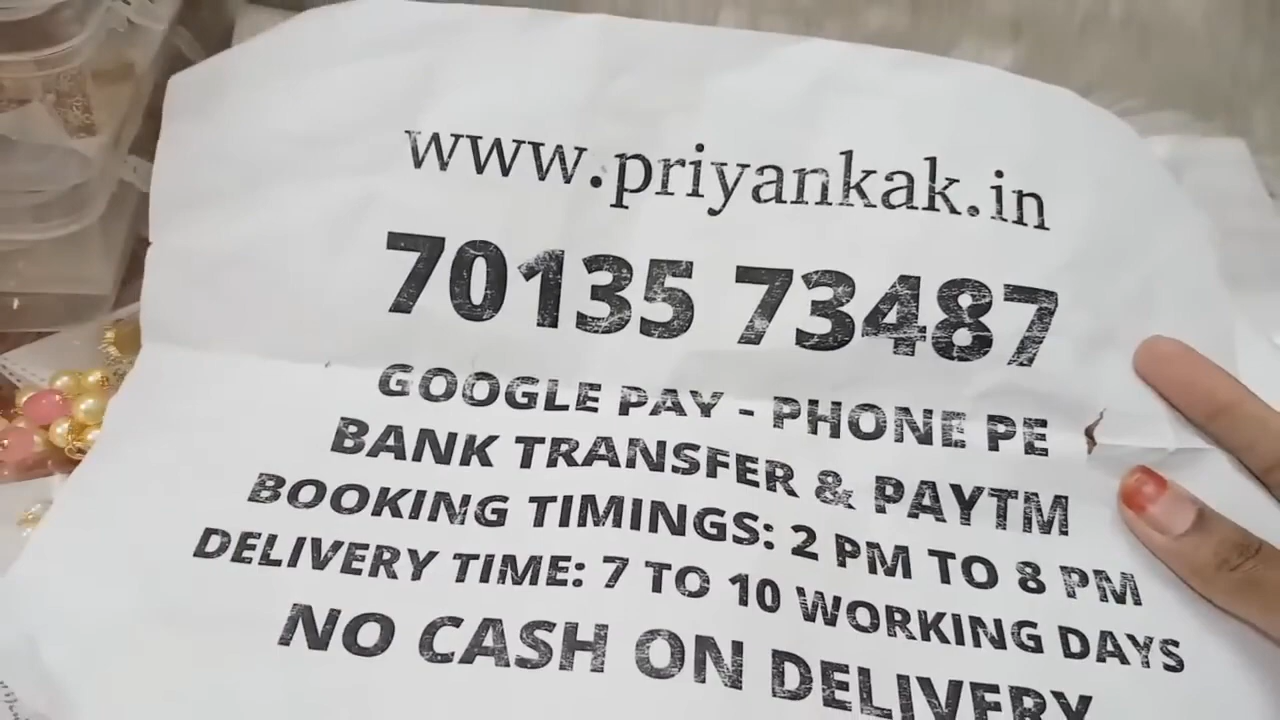 www.priyankak.in
70135 73487
GOOGLE PAY - PHONE PE
BANK TRANSFER & PAYTM
BOOKING TIMINGS: 2 PM TO 8 PM
DELIVERY TIME: 7 TO 10 WORKING DAYS
NO CASH ON DELIVERY